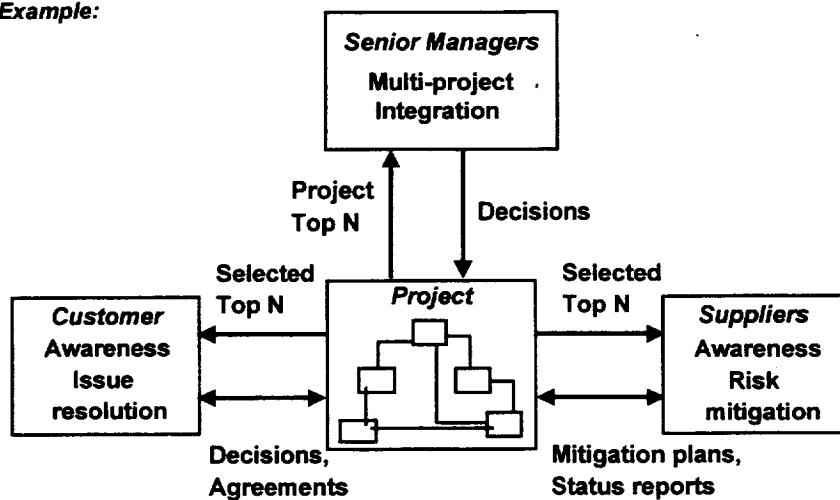 Example:
Senior Managers
Multi-project
Integration
Project
Top N
Decisions
Selected
Top N
Project
Selected
Top N
Customer
Awareness
Issue
resolution
Suppliers
Awareness
Risk
mitigation
Decisions,
Agreements
Mitigation plans,
Status reports